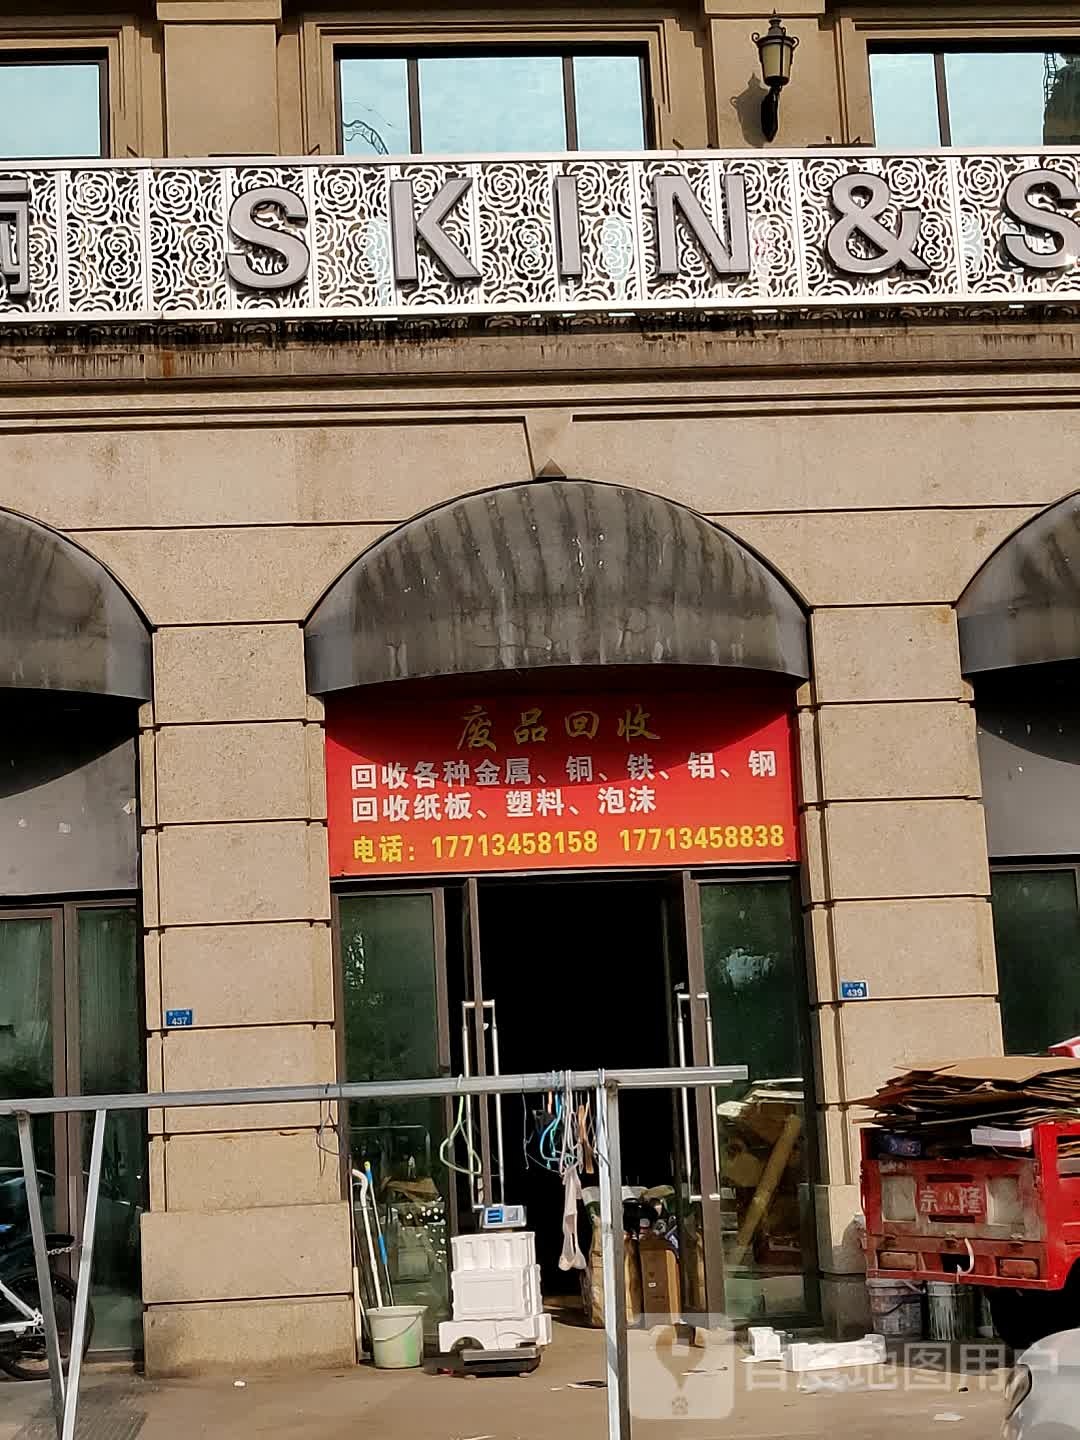 SKIN&S
废品回收
回收各种金属、铜、铁、铝、钢
回收纸板、塑料、泡沫
电话：17713458158 17713458838
439
437
宗 隆
百度地图用户